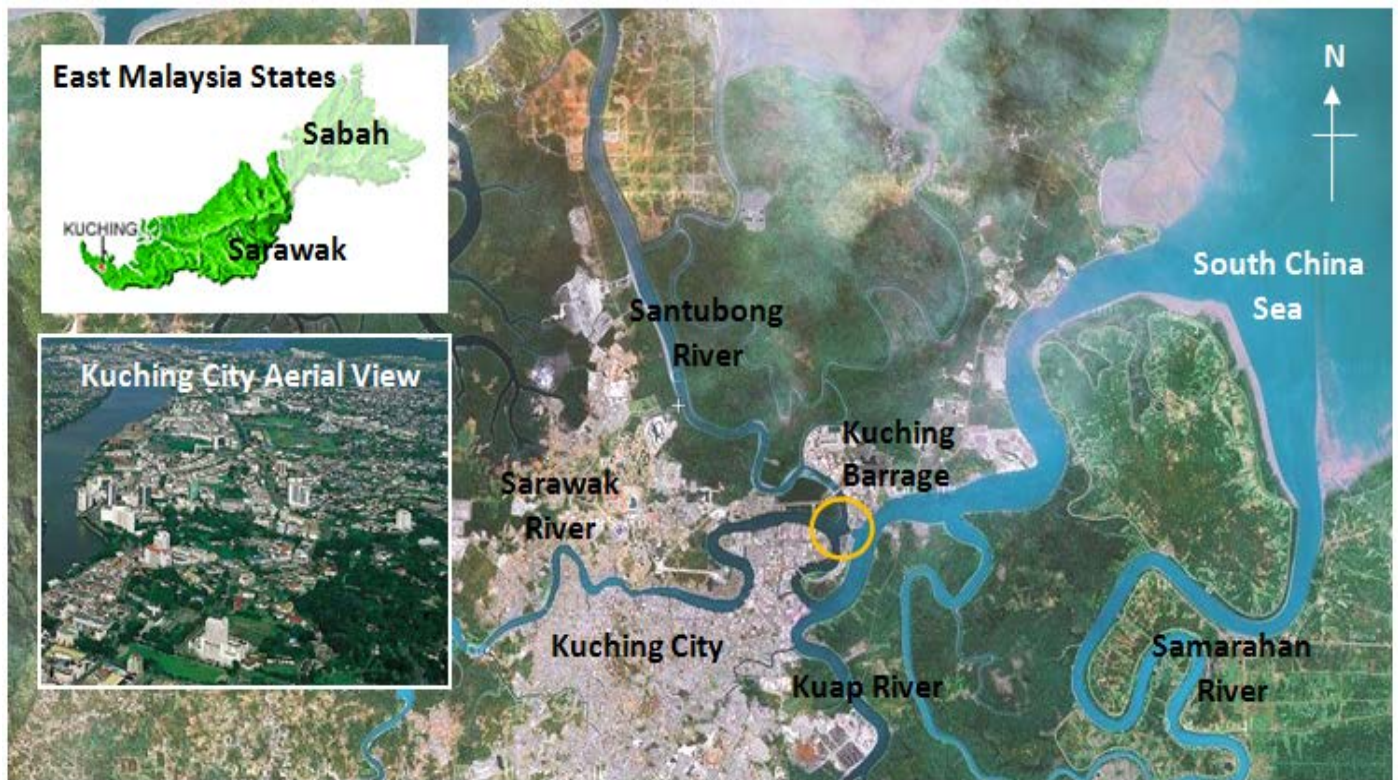 East Malaysia States
Sabah
KUCHING
Sarawak
Kuching City Aerial View
N
South China
Sea
Santubong
River
Kuching
Barrage
Sarawak
River
Kuching City
Kuap River
Samarahan
River